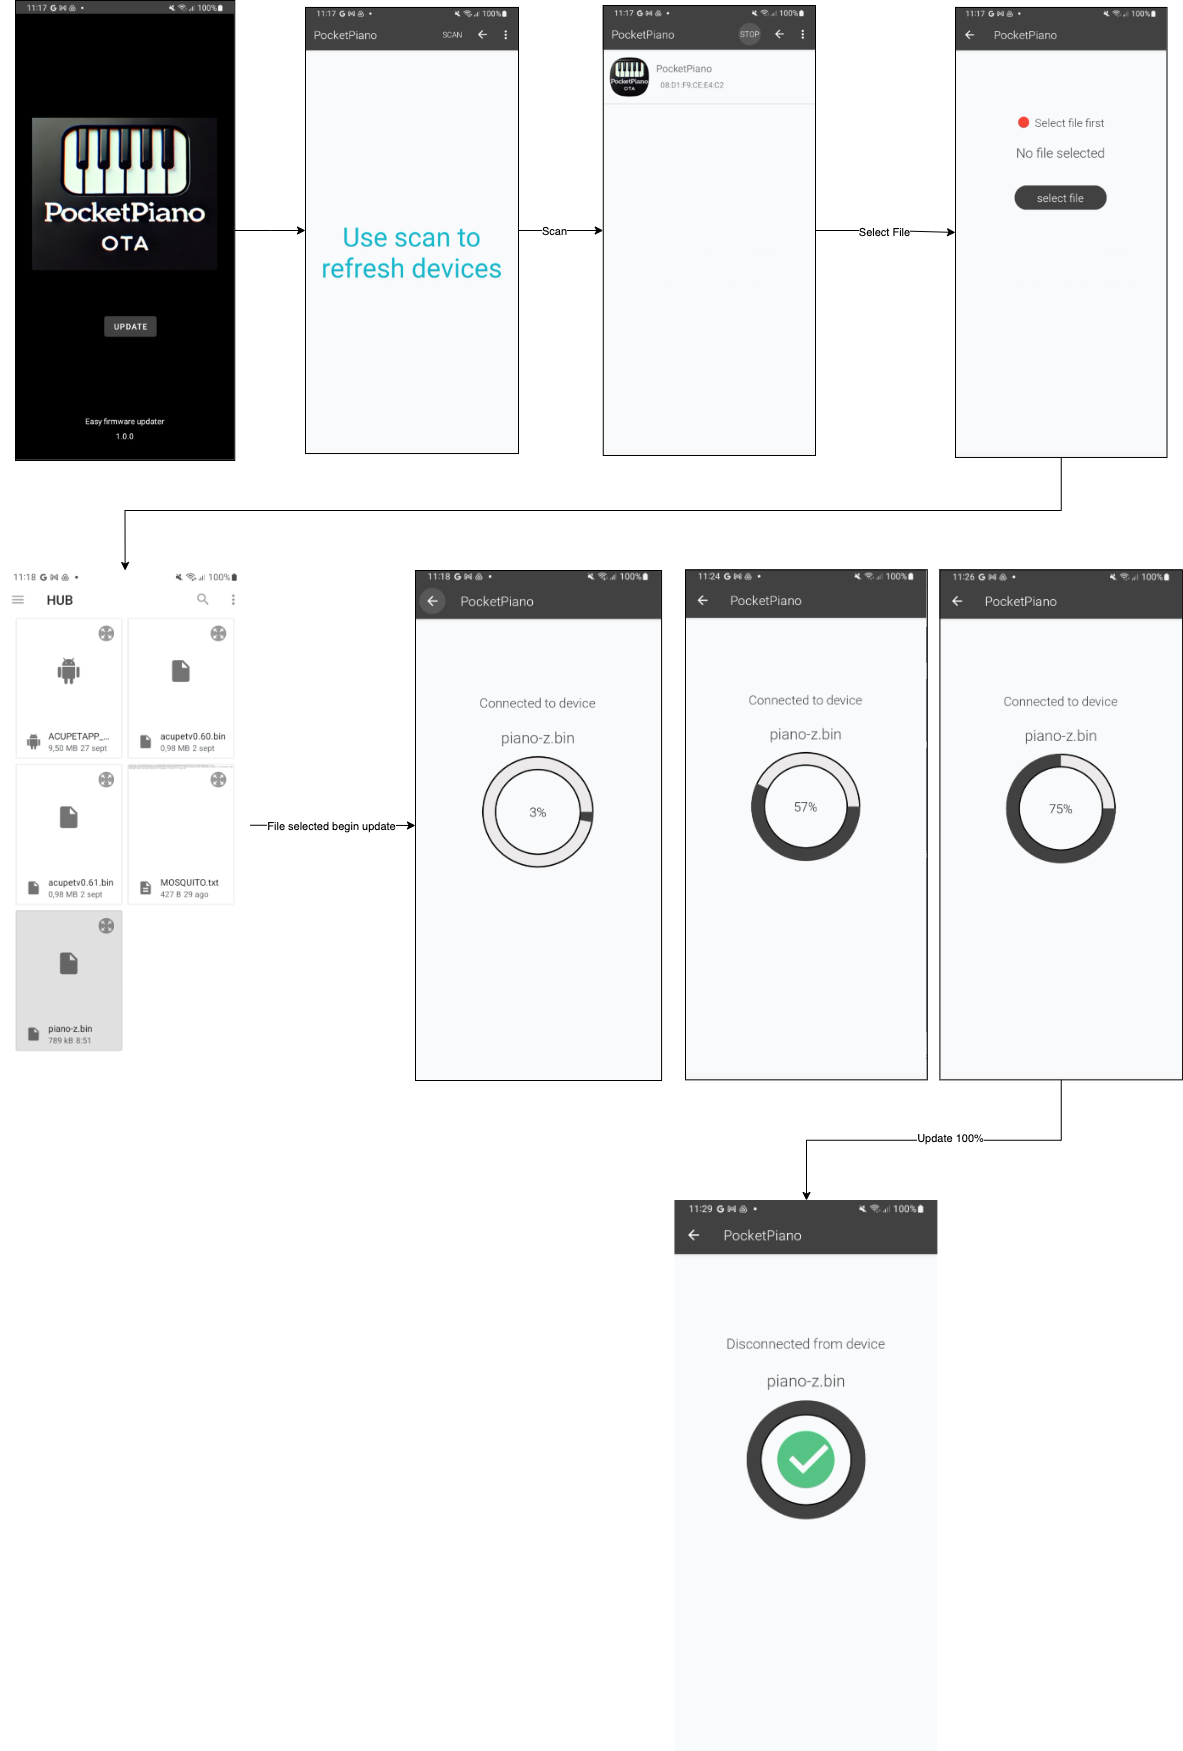 11:17
100%
PocketPiano
OTA
UPDATE
Easy firmware updater
1.0.0
11:17
100%
PocketPiano
SCAN
Use scan to
refresh devices
Scan
11:17
100%
PocketPiano
STOP
PocketPiano
OTA
PocketPiano
08:D1:F9:CE:E4:C2
Select File
11:17
100%
PocketPiano
Select file first
No file selected
select file
11:18
100%
HUB
ACUPETAPP_...
9,50 MB 27 sept
acupetv0.60.bin
0,98 MB 2 sept
acupetv0.61.bin
0,98 MB 2 sept
MOSQUITO.txt
427 B 29 ago
piano-z.bin
789 kB 8:51
File selected begin update
11:18
100%
PocketPiano
Connected to device
piano-z.bin
3%
11:24
100%
PocketPiano
Connected to device
piano-z.bin
57%
11:26
100%
PocketPiano
Connected to device
piano-z.bin
75%
Update 100%
11:29
100%
PocketPiano
Disconnected from device
piano-z.bin